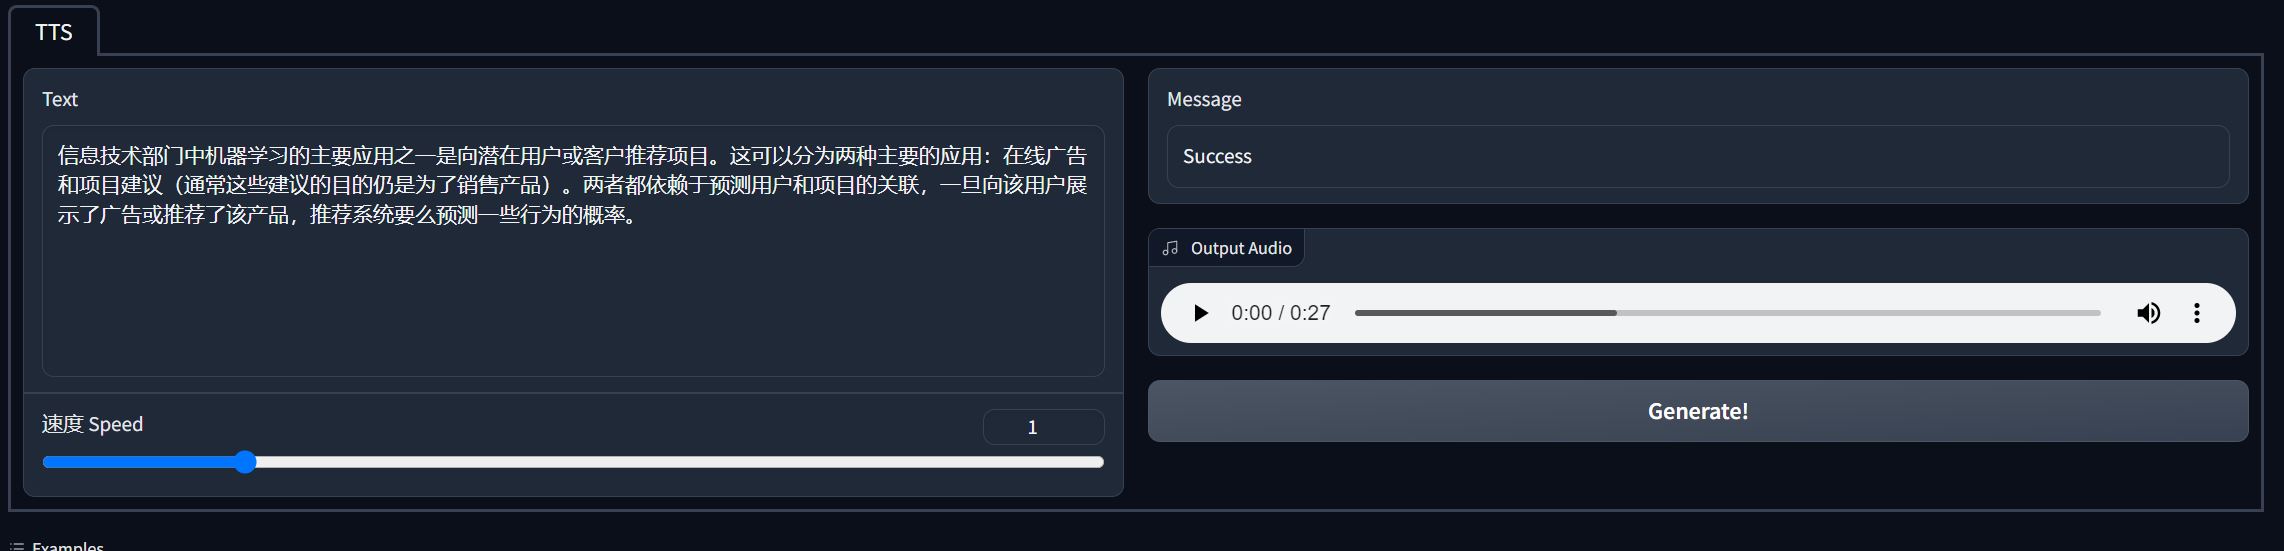 TTS
Text
信息技术部门中机器学习的主要应用之一是向潜在用户或客户推荐项目。这可以分为两种主要的应用：在线广告
和项目建议（通常这些建议的目的仍是为了销售产品）。两者都依赖于预测用户和项目的关联，一旦向该用户展
示了广告或推荐了该产品，推荐系统要么预测一些行为的概率。
速度 Speed
1
Message
Success
Output Audio
0:00 / 0:27
Generate!
Examples